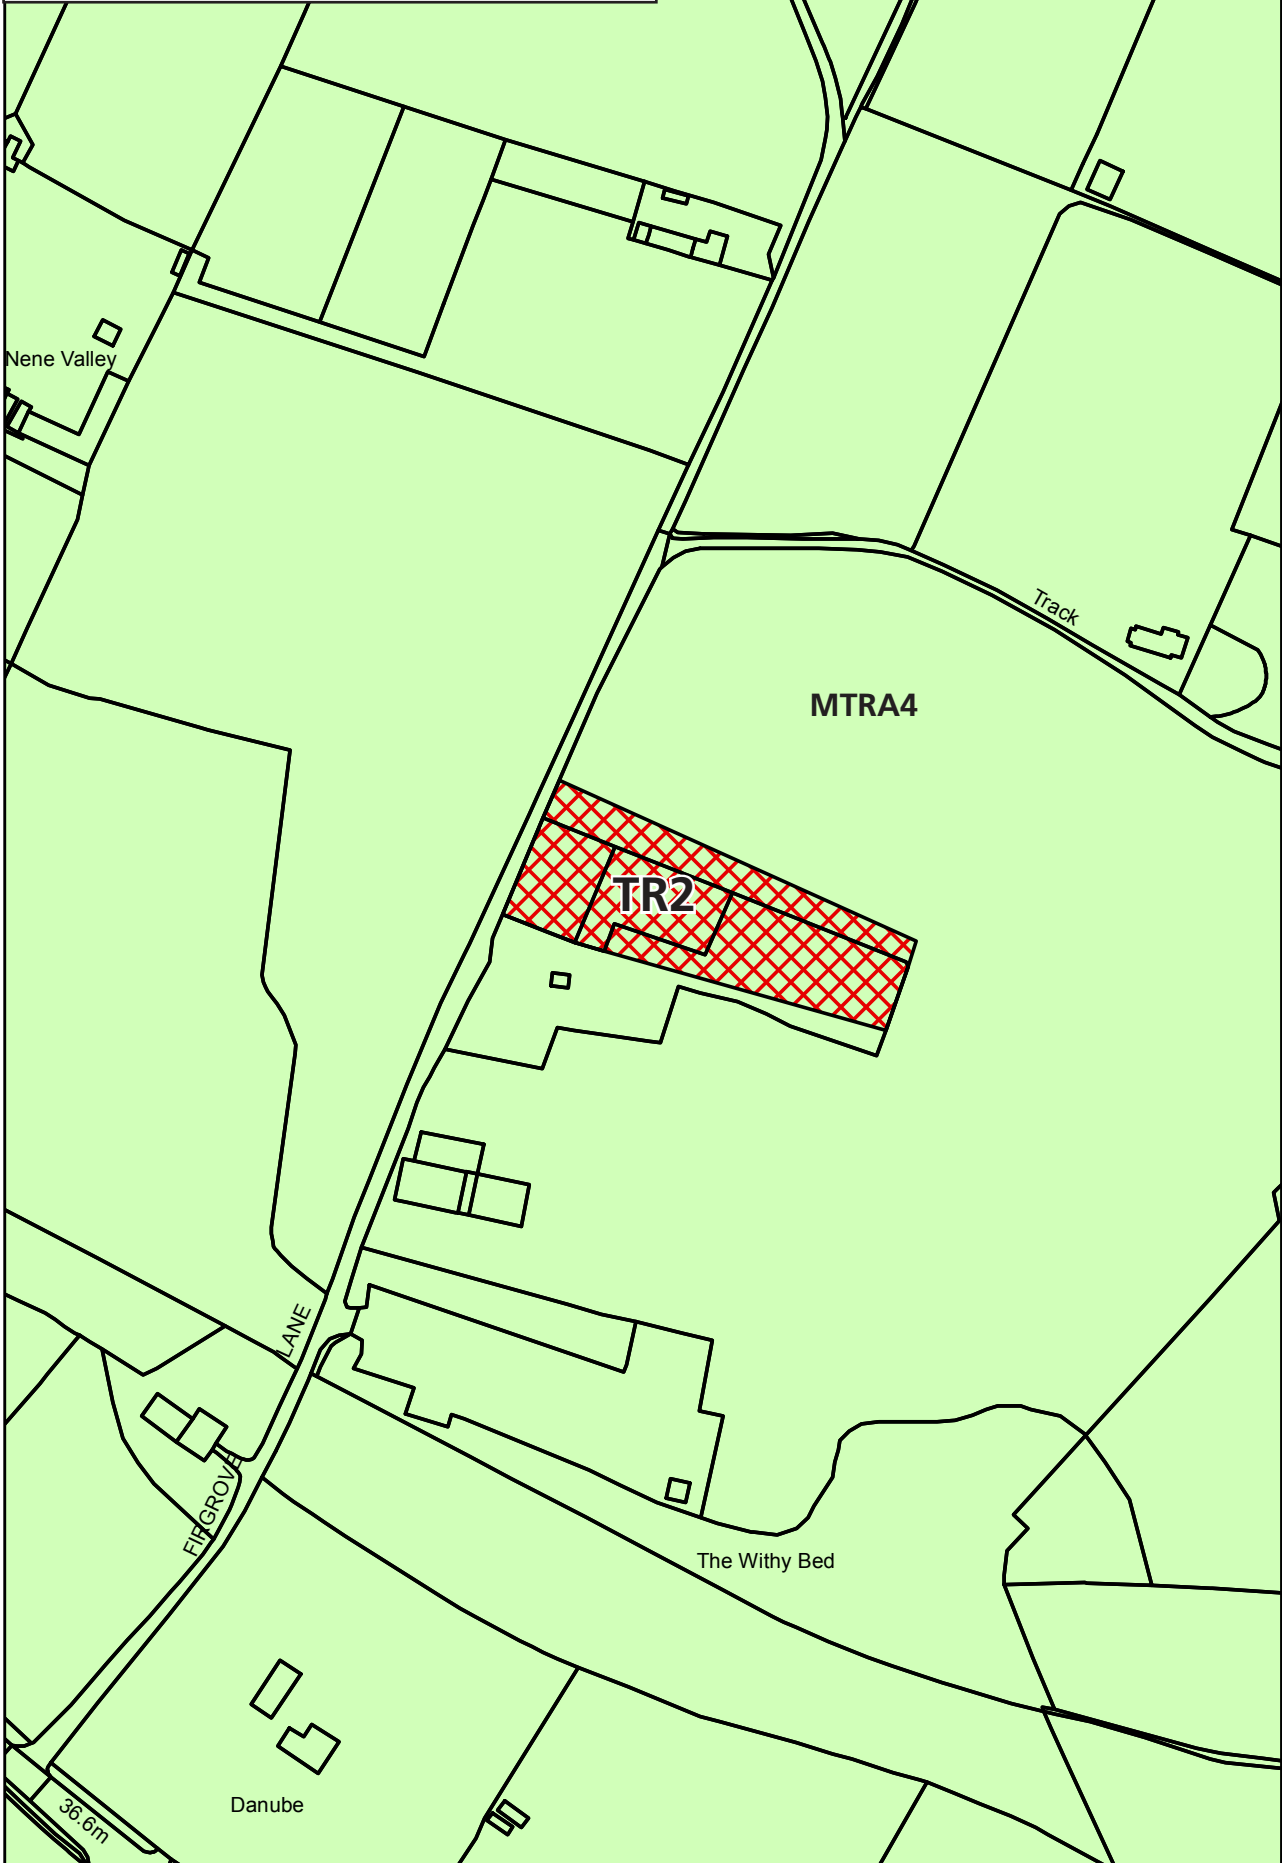 Nene Valley
Track
MTRA4
TR2
FIRGROVE LANE
The Withy Bed
Danube
36.6m